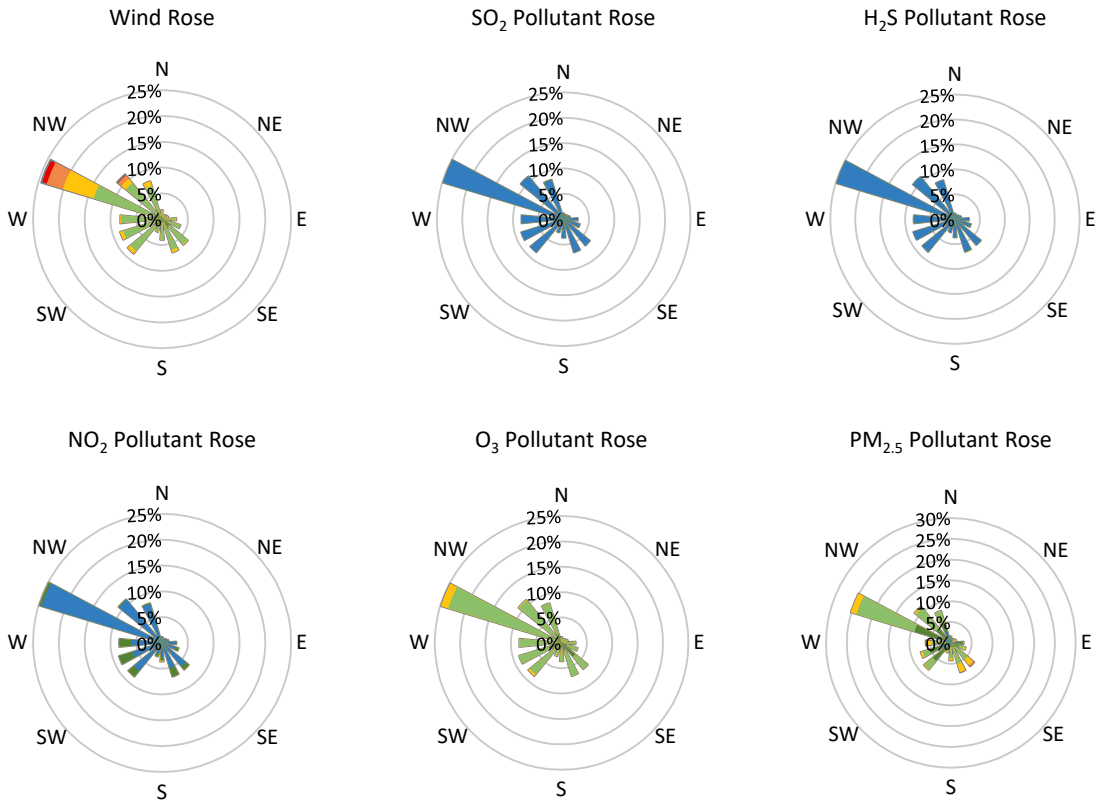 Wind Rose
N
NE
E
SE
S
SW
W
NW
25%
20%
15%
10%
5%
0%
SO₂ Pollutant Rose
N
NE
E
SE
S
SW
W
NW
25%
20%
15%
10%
5%
0%
H₂S Pollutant Rose
N
NE
E
SE
S
SW
W
NW
25%
20%
15%
10%
5%
0%
NO₂ Pollutant Rose
N
NE
E
SE
S
SW
W
NW
25%
20%
15%
10%
5%
0%
O₃ Pollutant Rose
N
NE
E
SE
S
SW
W
NW
25%
20%
15%
10%
5%
0%
PM₂.₅ Pollutant Rose
N
NE
E
SE
S
SW
W
NW
30%
25%
20%
15%
10%
5%
0%